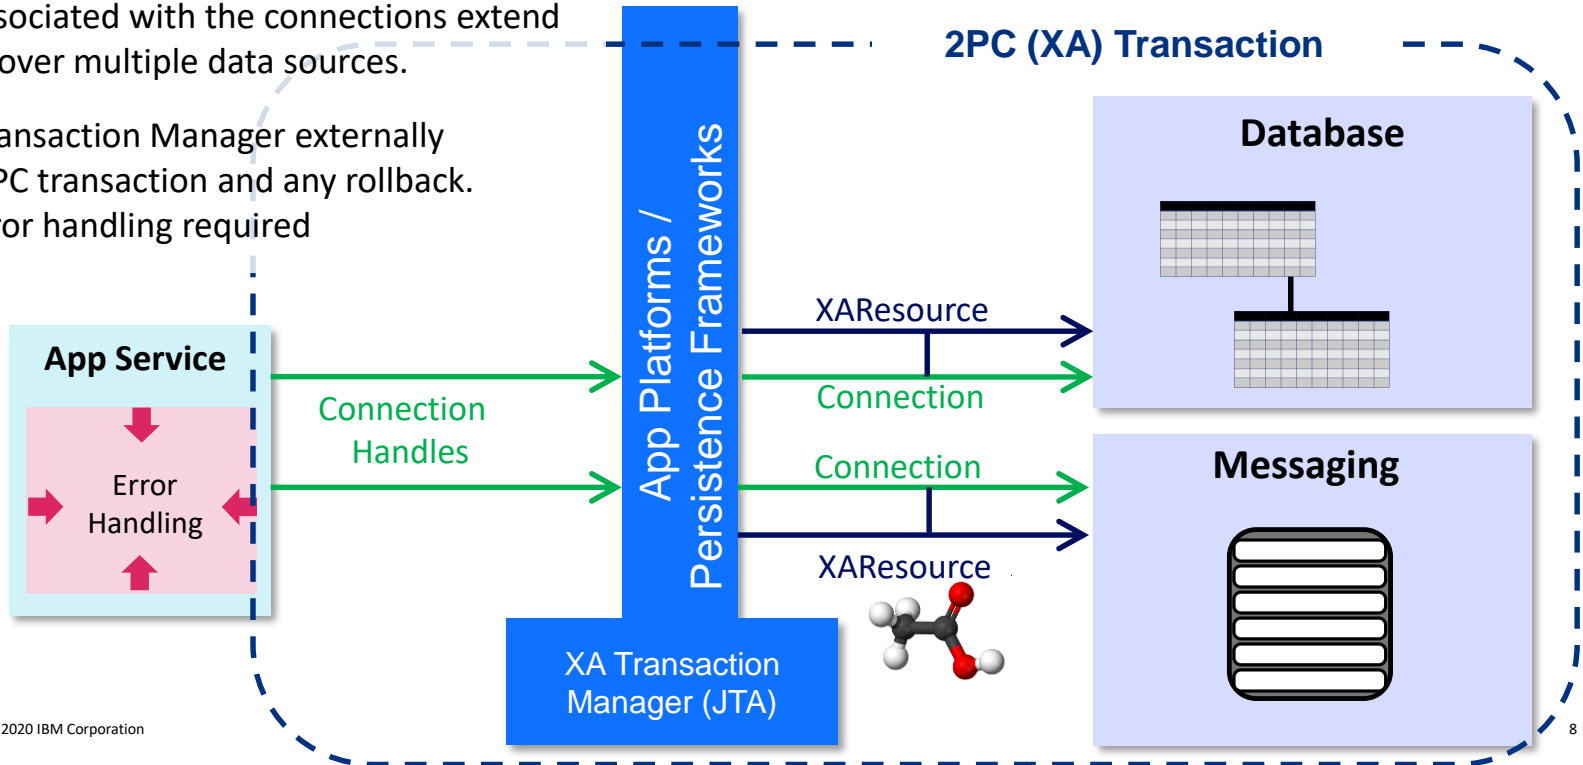 sociated with the connections extend
over multiple data sources.
ansaction Manager externally
PC transaction and any rollback.
ror handling required
2PC (XA) Transaction
App Platforms /
Persistence Frameworks
Database
XAResource
Connection
App Service
Connection
Handles
Error
Handling
Connection
XAResource
Messaging
XA Transaction
Manager (JTA)
2020 IBM Corporation
8